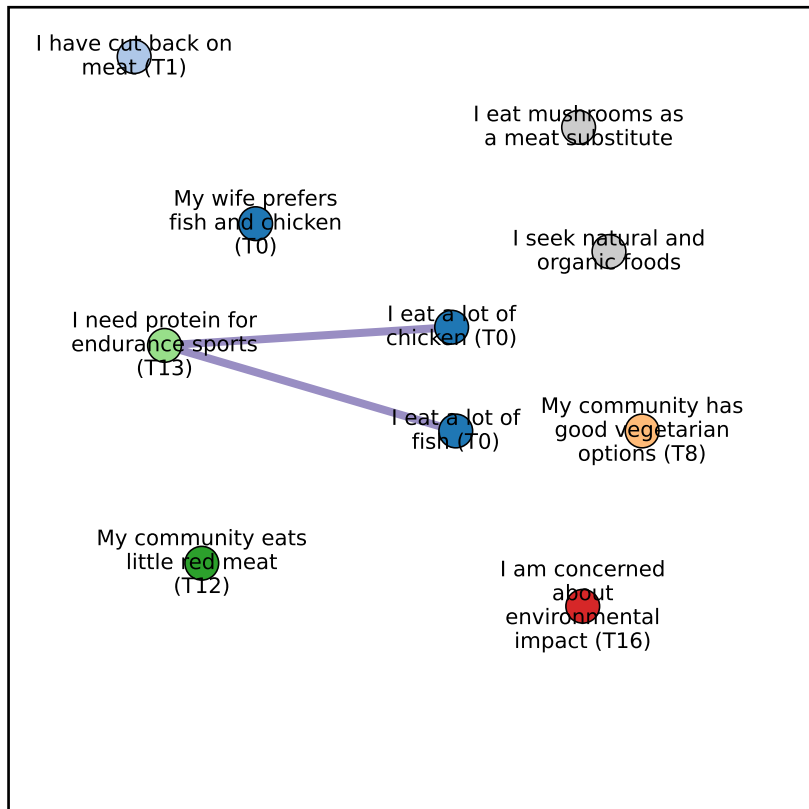 I have cut back on
meat (T1)
I eat mushrooms as
a meat substitute
My wife prefers
fish and chicken
(T0)
I seek natural and
organic foods
I need protein for
endurance sports
(T13)
I eat a lot of
chicken (T0)
I eat a lot of
fish (T0)
My community has
good vegetarian
options (T8)
My community eats
little red meat
(T12)
I am concerned
about
environmental
impact (T16)